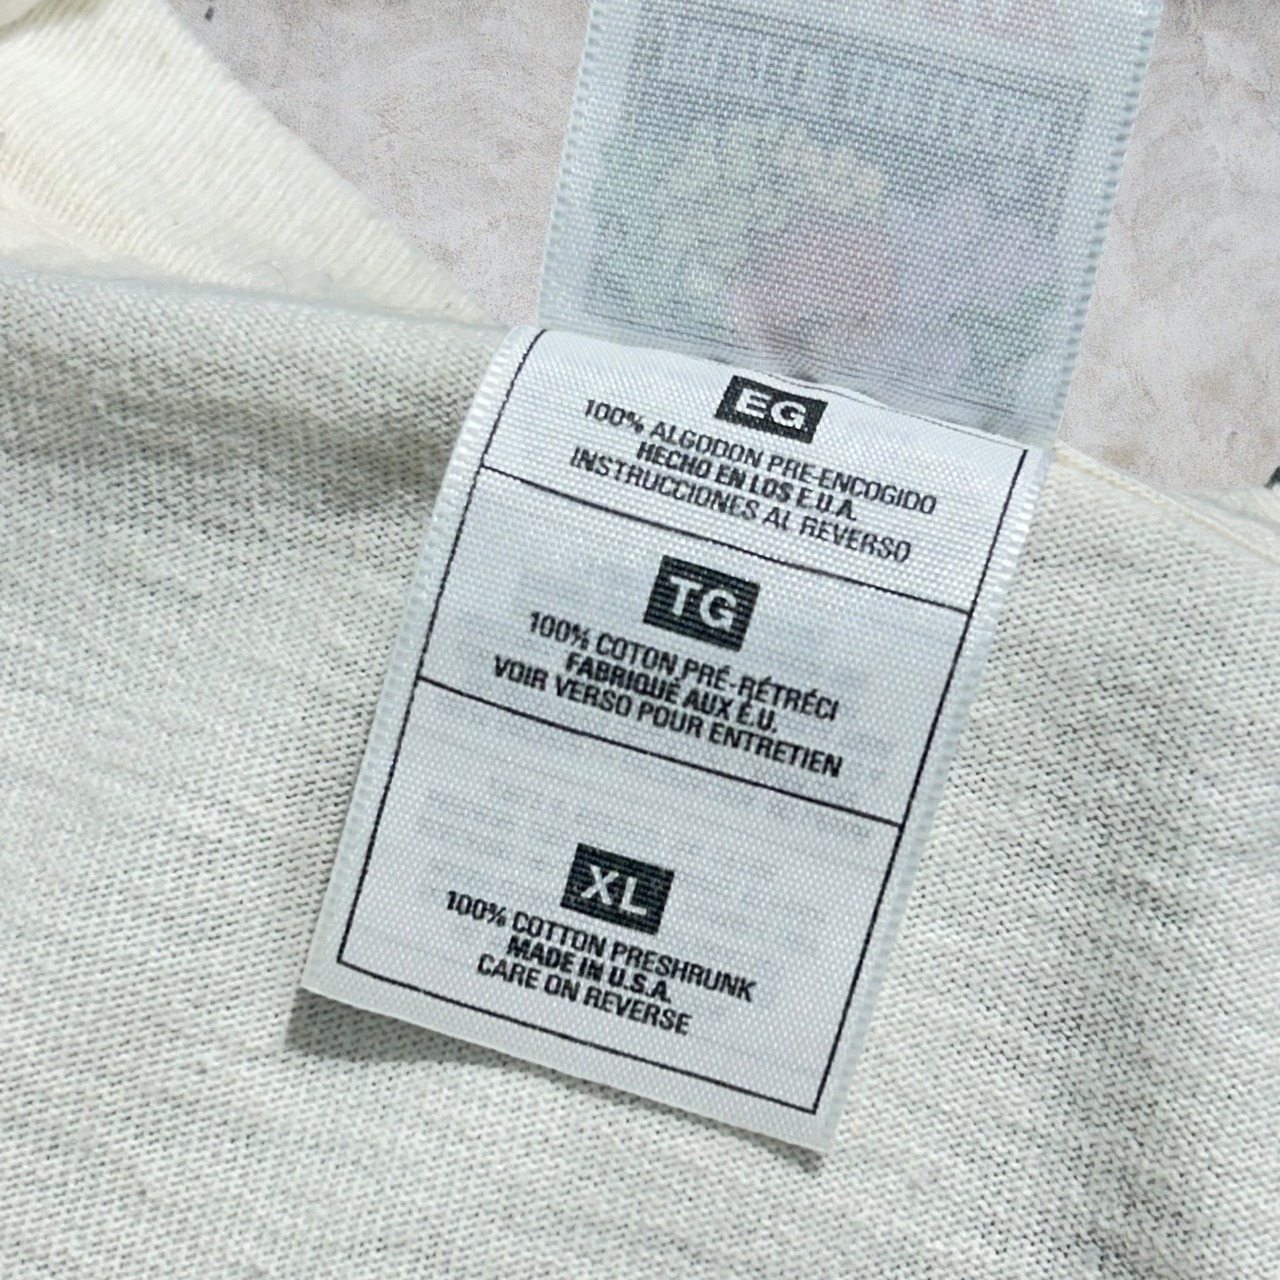 EG
100% ALGODON PRE-ENCOGIDO
HECHO EN LOS E.U.A.
INSTRUCCIONES AL REVERSO
TG
100% COTON PRÉ-RÉTRÉCI
FABRIQUÉ AUX É.U.
VOIR VERSO POUR ENTRETIEN
XL
100% COTTON PRESHRUNK
MADE IN U.S.A.
CARE ON REVERSE